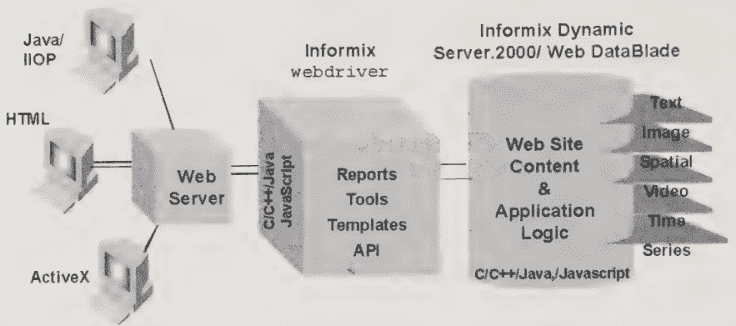 Java/
IIOP
HTML
ActiveX
Web
Server
Informix
webdriver
C/C++/Java
JavaScript
Reports
Tools
Templates
API
Informix Dynamic
Server.2000/ Web DataBlade
Web Site
Content
&
Application
Logic
C/C++/Java,/Javascript
Text
Image
Spatial
Video
Time
Series